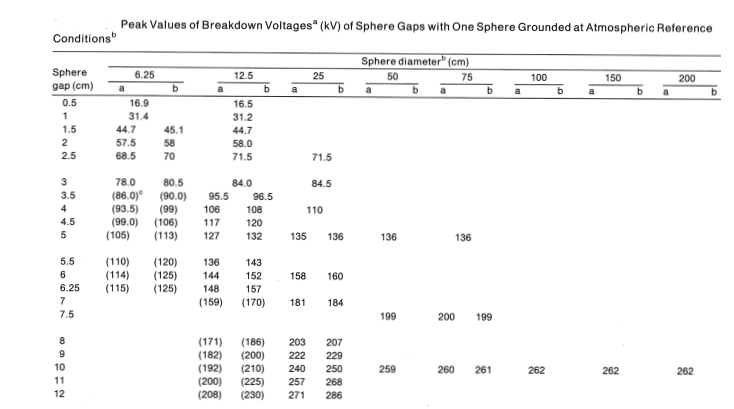 Peak Values of Breakdown Voltagesᵃ (kV) of Sphere Gaps with One Sphere Grounded at Atmospheric Reference
Conditionsᵇ
Sphere diameterᵇ (cm)
Sphere 6.25 12.5 25 50 75 100 150 200
gap (cm) a b a b a b a b a b a b a b a b
0.5 16.9 16.5
1 31.4 31.2
1.5 44.7 45.1 44.7
2 57.5 58 58.0
2.5 68.5 70 71.5 71.5
3 78.0 80.5 84.0 84.5
3.5 (86.0)ᶜ (90.0) 95.5 96.5
4 (93.5) (99) 106 108 110
4.5 (99.0) (106) 117 120
5 (105) (113) 127 132 135 136 136 136
5.5 (110) (120) 136 143
6 (114) (125) 144 152 158 160
6.25 (115) (125) 148 157
7 (159) (170) 181 184
7.5 199 200 199
8 (171) (186) 203 207
9 (182) (200) 222 229
10 (192) (210) 240 250 259 260 261 262 262 262
11 (200) (225) 257 268
12 (208) (230) 271 286